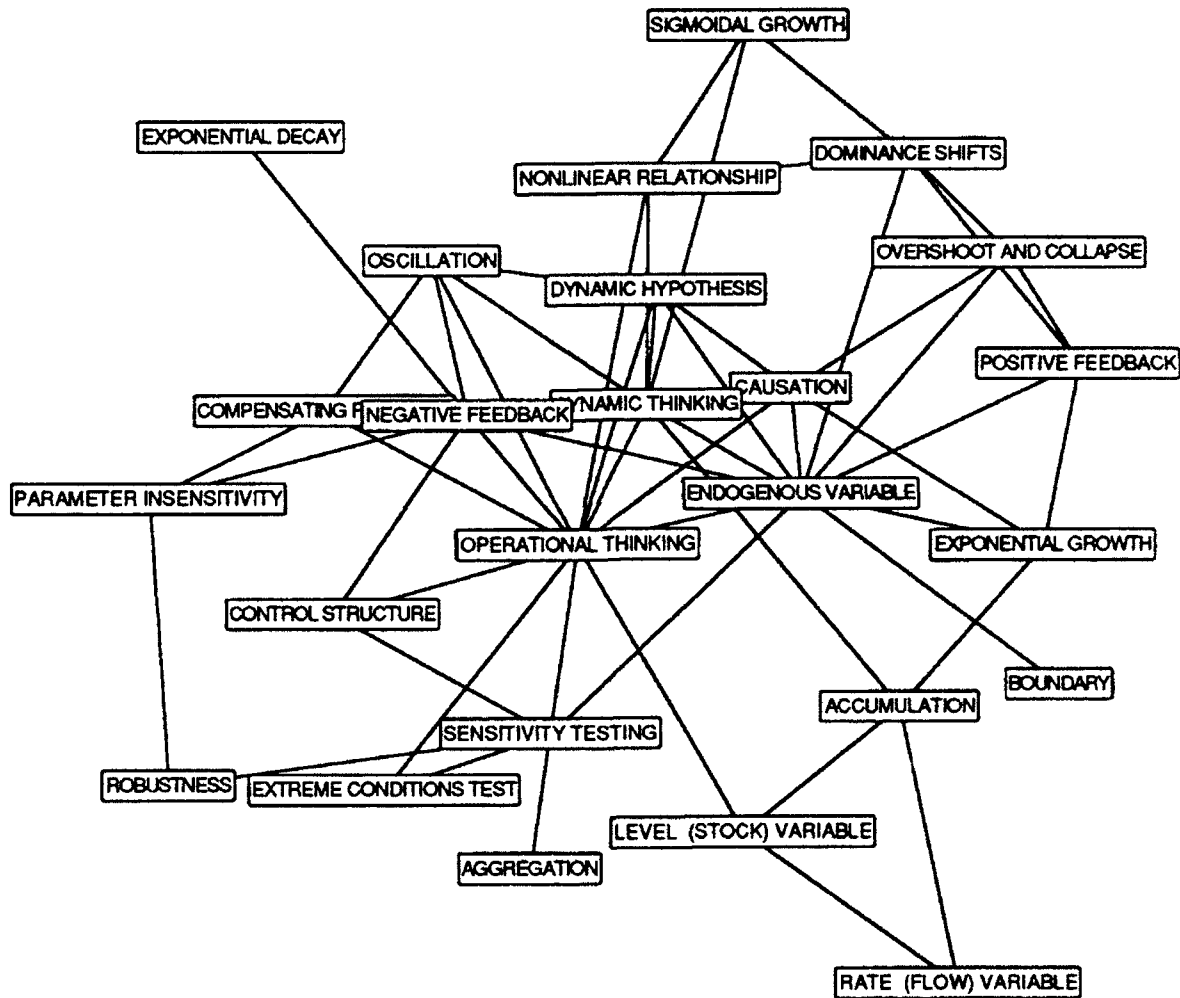 SIGMOIDAL GROWTH
EXPONENTIAL DECAY
DOMINANCE SHIFTS
NONLINEAR RELATIONSHIP
OVERSHOOT AND COLLAPSE
OSCILLATION
DYNAMIC HYPOTHESIS
POSITIVE FEEDBACK
CAUSATION
COMPENSATING
NEGATIVE FEEDBACK
YNAMIC THINKING
PARAMETER INSENSITIVITY
ENDOGENOUS VARIABLE
OPERATIONAL THINKING
EXPONENTIAL GROWTH
CONTROL STRUCTURE
BOUNDARY
ACCUMULATION
SENSITIVITY TESTING
ROBUSTNESS
EXTREME CONDITIONS TEST
LEVEL (STOCK) VARIABLE
AGGREGATION
RATE (FLOW) VARIABLE